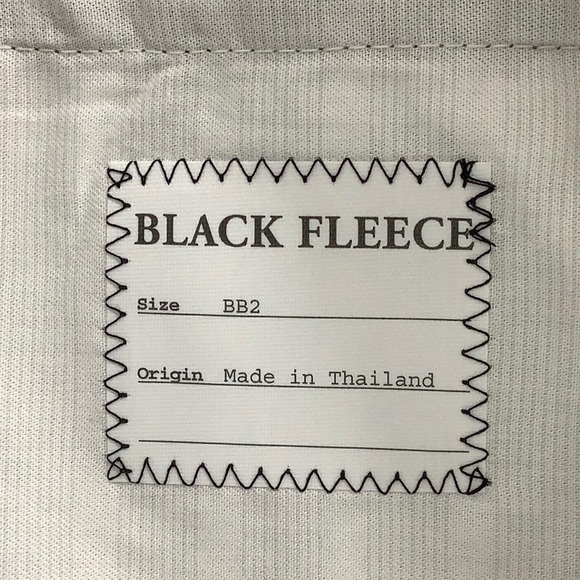 BLACK FLEECE
Size BB2
Origin Made in Thailand